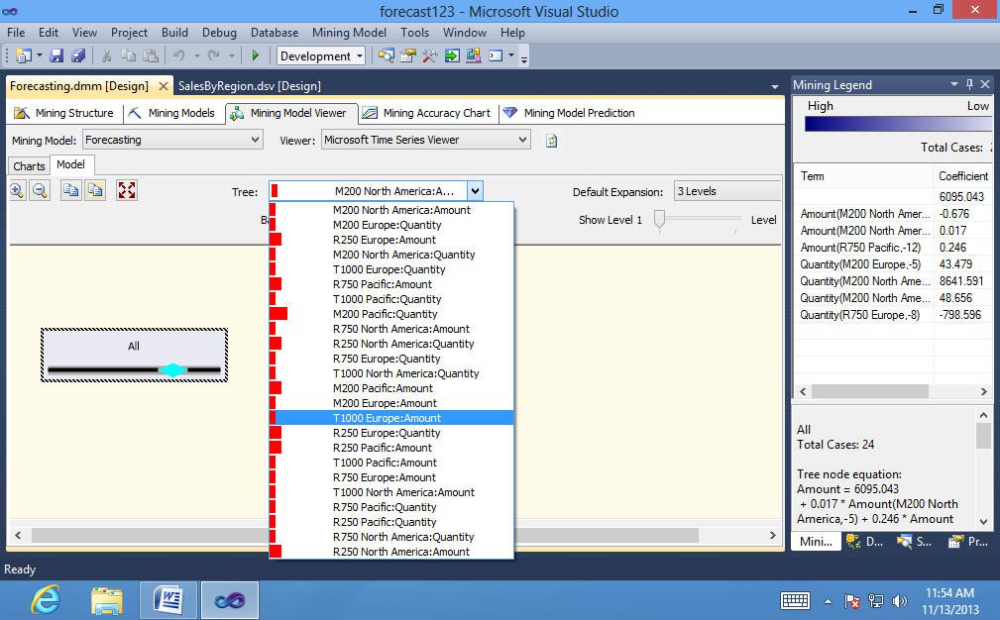 forecast123 - Microsoft Visual Studio
File Edit View Project Build Debug Database Mining Model Tools Window Help
Development
Forecasting.dmm [Design] SalesByRegion.dsv [Design]
Mining Structure Mining Models Mining Model Viewer Mining Accuracy Chart Mining Model Prediction
Mining Model: Forecasting Viewer: Microsoft Time Series Viewer
Charts Model
Tree: M200 North America:A... Default Expansion: 3 Levels
Ba Show Level 1 Level
M200 North America:Amount
M200 Europe:Quantity
R250 Europe:Amount
M200 North America:Quantity
T1000 Europe:Quantity
R750 Pacific:Amount
T1000 Pacific:Quantity
M200 Pacific:Quantity
R750 North America:Amount
R250 North America:Quantity
R750 Europe:Quantity
T1000 North America:Quantity
M200 Pacific:Amount
M200 Europe:Amount
T1000 Europe:Amount
R250 Europe:Quantity
R250 Pacific:Amount
T1000 Pacific:Amount
R750 Europe:Amount
T1000 North America:Amount
R750 Pacific:Quantity
R250 Pacific:Quantity
R750 North America:Quantity
R250 North America:Amount
All
Mining Legend
High Low
Total Cases:
Term Coefficient
6095.043
Amount(M200 North Amer... -0.676
Amount(M200 North Amer... 0.017
Amount(R750 Pacific,-12) 0.246
Quantity(M200 Europe,-5) 43.479
Quantity(M200 North Ame... 8641.591
Quantity(M200 North Ame... 48.656
Quantity(R750 Europe,-8) -798.596
All
Total Cases: 24
Tree node equation:
Amount = 6095.043
+ 0.017 * Amount(M200 North
America,-5) + 0.246 * Amount
Mini... D... S... Pr...
Ready
11:54 AM
11/13/2013